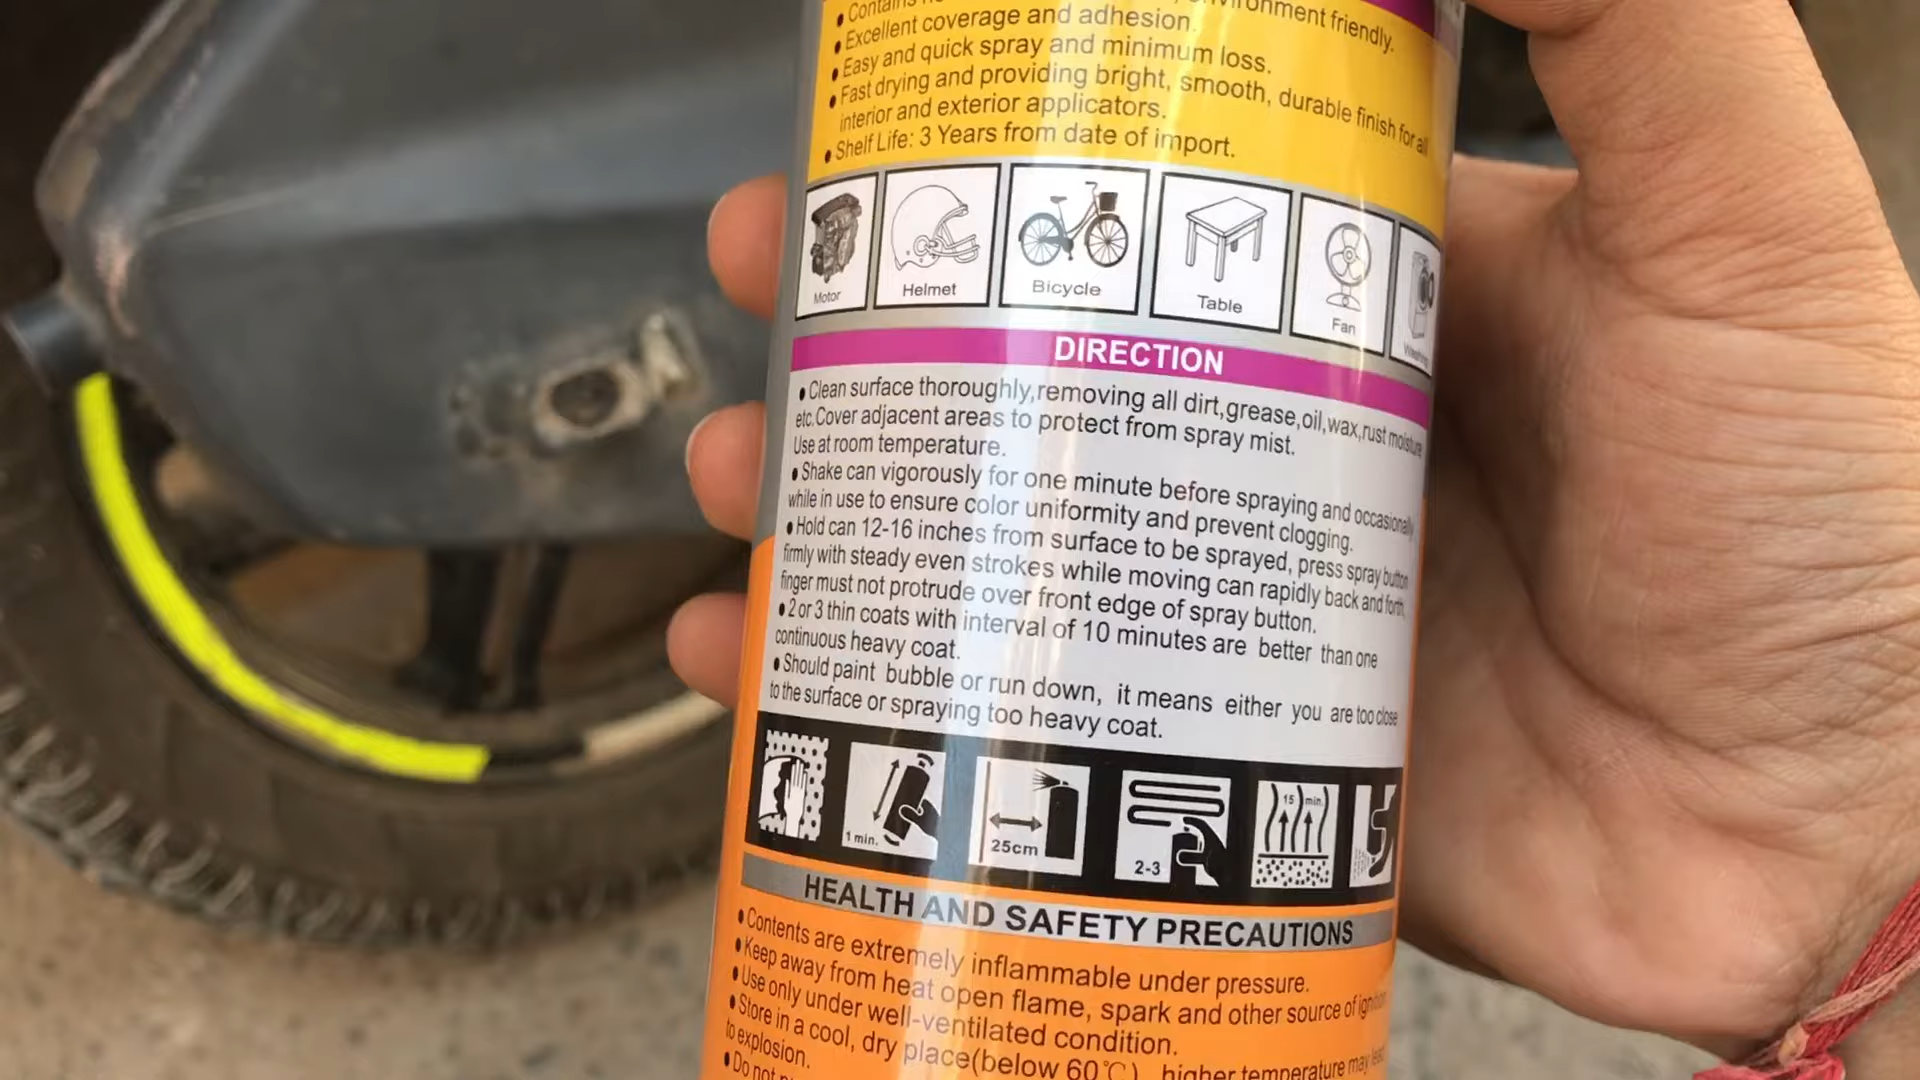 • Contains environment friendly.
• Excellent coverage and adhesion.
• Easy and quick spray and minimum loss.
• Fast drying and providing bright, smooth, durable finish for all
interior and exterior applicators.
• Shelf Life: 3 Years from date of import.
Motor
Helmet
Bicycle
Table
Fan
DIRECTION
• Clean surface thoroughly,removing all dirt,grease,oil,wax,rust moisture
etc.Cover adjacent areas to protect from spray mist.
Use at room temperature.
• Shake can vigorously for one minute before spraying and occasionally
while in use to ensure color uniformity and prevent clogging.
• Hold can 12-16 inches from surface to be sprayed, press spray button
firmly with steady even strokes while moving can rapidly back and forth,
finger must not protrude over front edge of spray button.
• 2 or 3 thin coats with interval of 10 minutes are better than one
continuous heavy coat.
• Should paint bubble or run down, it means either you are too close
to the surface or spraying too heavy coat.
1 min.
25cm
2-3
15 min.
HEALTH AND SAFETY PRECAUTIONS
• Contents are extremely inflammable under pressure.
• Keep away from heat open flame, spark and other source of ignition
• Use only under well-ventilated condition.
• Store in a cool, dry place(below 60℃), higher temperature may
to explosion.
• Do not